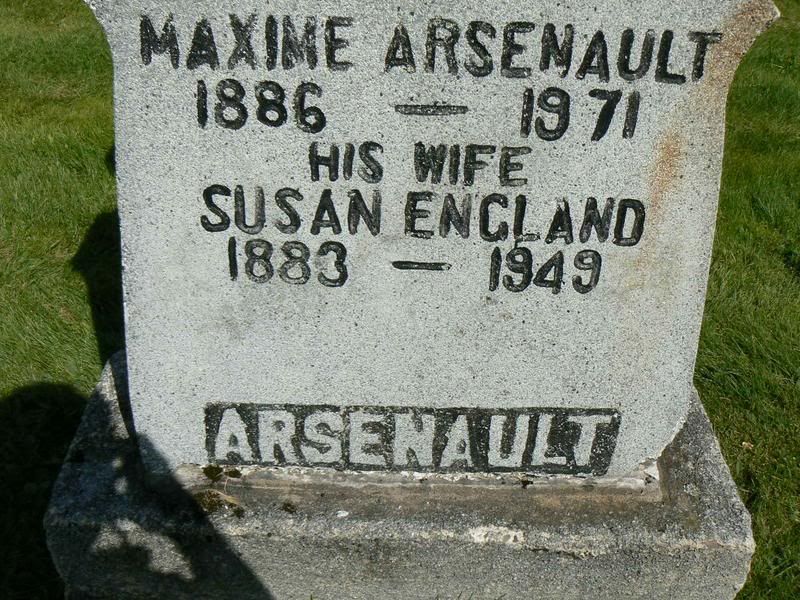 MAXIME ARSENAULT
1886 — 1971
HIS WIFE
SUSAN ENGLAND
1883 — 1949
ARSENAULT